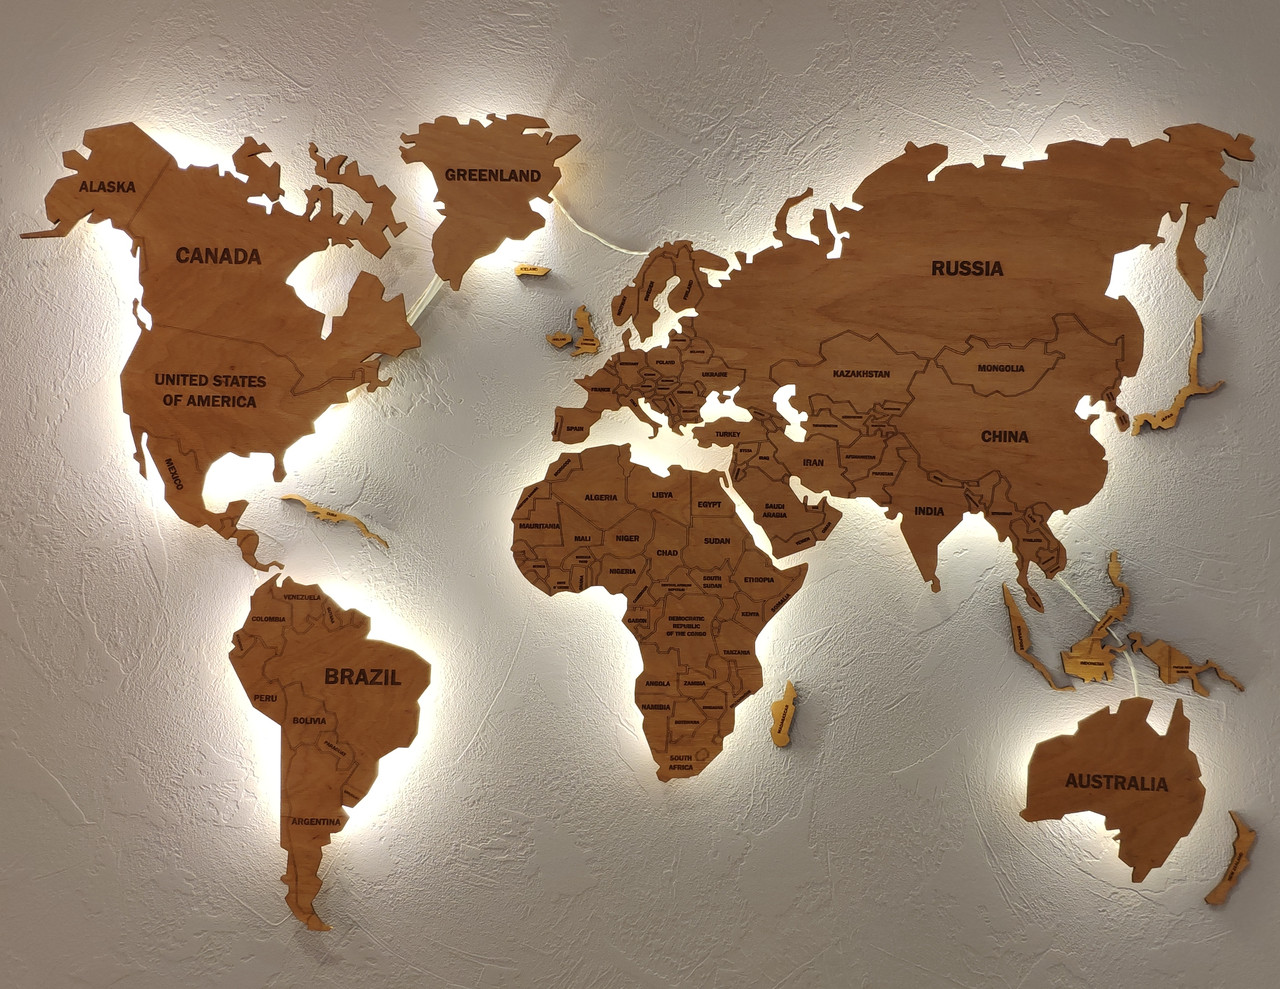 ALASKA
CANADA
GREENLAND
ICELAND
RUSSIA
UNITED STATES
OF AMERICA
MEXICO
POLAND
UKRAINE
FRANCE
SPAIN
TURKEY
KAZAKHSTAN
MONGOLIA
CHINA
SYRIA
IRAQ
IRAN
AFGHANISTAN
PAKISTAN
SAUDI
ARABIA
INDIA
ALGERIA
LIBYA
EGYPT
MAURITANIA
MALI
NIGER
CHAD
SUDAN
NIGERIA
SOUTH
SUDAN
ETHIOPIA
SOMALIA
KENYA
GABON
DEMOCRATIC
REPUBLIC
OF THE CONGO
TANZANIA
ANGOLA
ZAMBIA
NAMIBIA
BOTSWANA
SOUTH
AFRICA
MADAGASCAR
VENEZUELA
COLOMBIA
BRAZIL
PERU
BOLIVIA
PARAGUAY
ARGENTINA
INDONESIA
AUSTRALIA
NEW ZEALAND